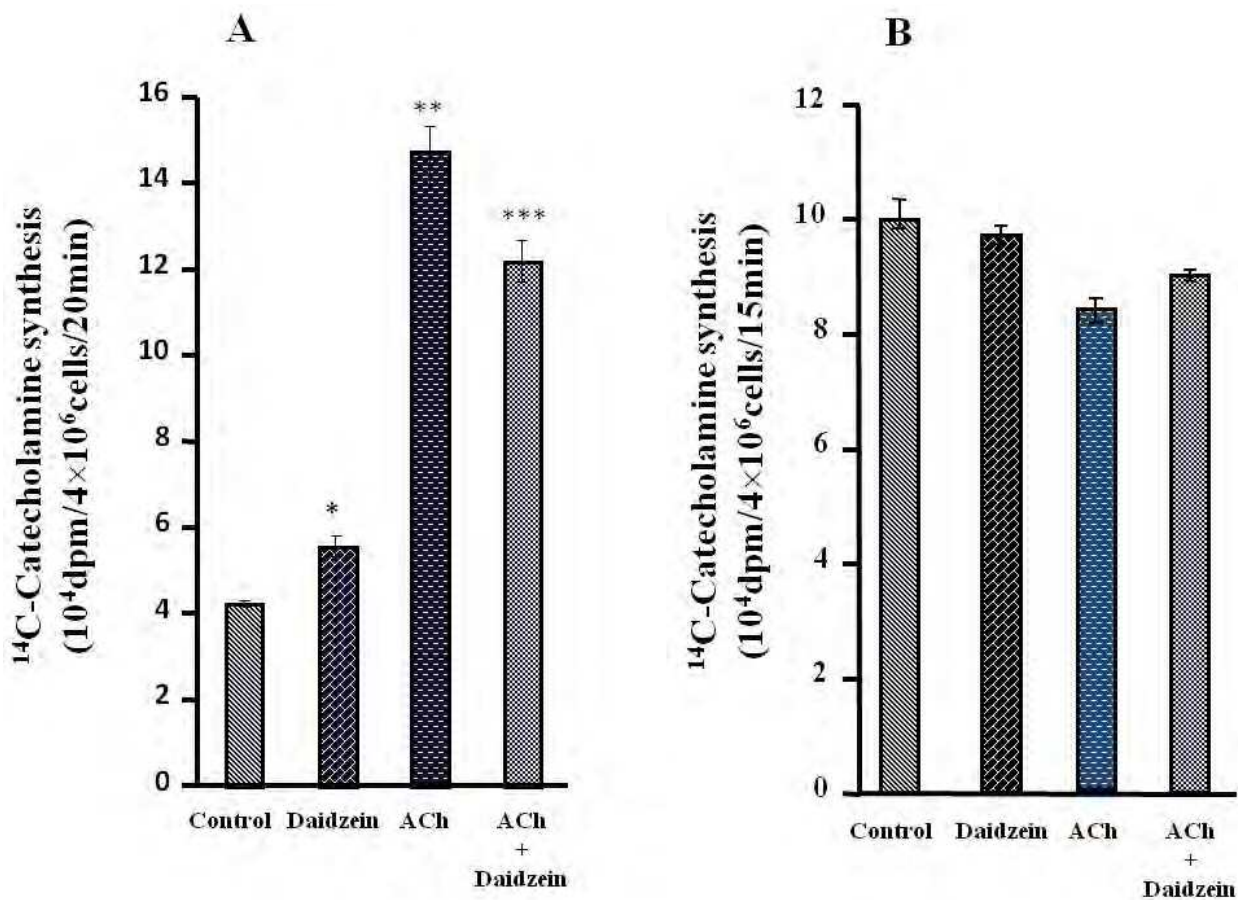 A
¹⁴C-Catecholamine synthesis
(10⁴dpm/4×10⁶cells/20min)
16
14
12
10
8
6
4
2
0
*
**
***
Control
Daidzein
ACh
ACh
+
Daidzein
B
¹⁴C-Catecholamine synthesis
(10⁴dpm/4×10⁶cells/15min)
12
10
8
6
4
2
0
Control
Daidzein
ACh
ACh
+
Daidzein